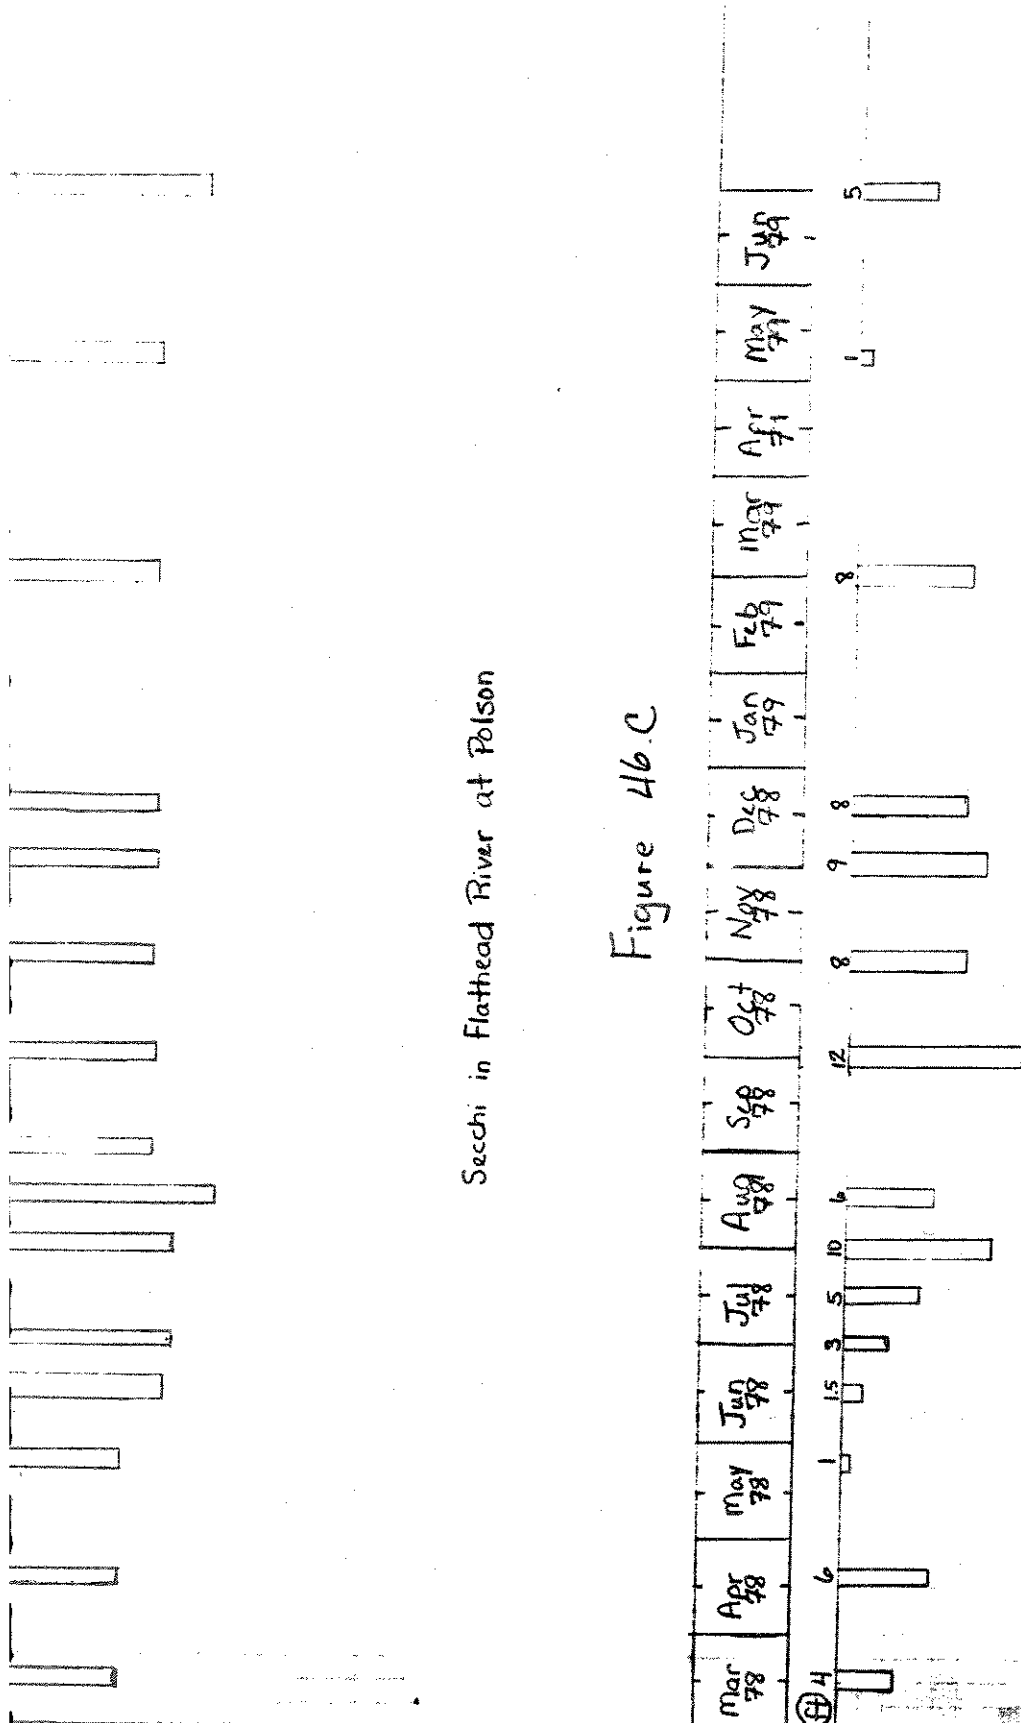 Secchi in Flathead River at Polson
Figure 46.C
Mar 78
Apr 78
May 78
Jun 78
Jul 78
Aug 78
Sep 78
Oct 78
Nov 78
Dec 78
Jan 79
Feb 79
Mar 79
Apr 79
May 79
Jun 79
4 6 1 1.5 3 5 10 6 12 8 9 8 8 1 5